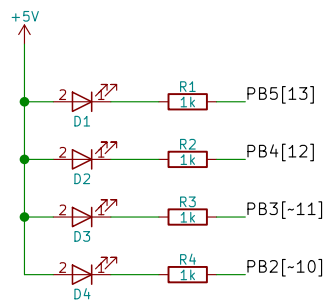 +5V
2 1 D1 R1 1k PB5[13]
2 1 D2 R2 1k PB4[12]
2 1 D3 R3 1k PB3[~11]
2 1 D4 R4 1k PB2[~10]